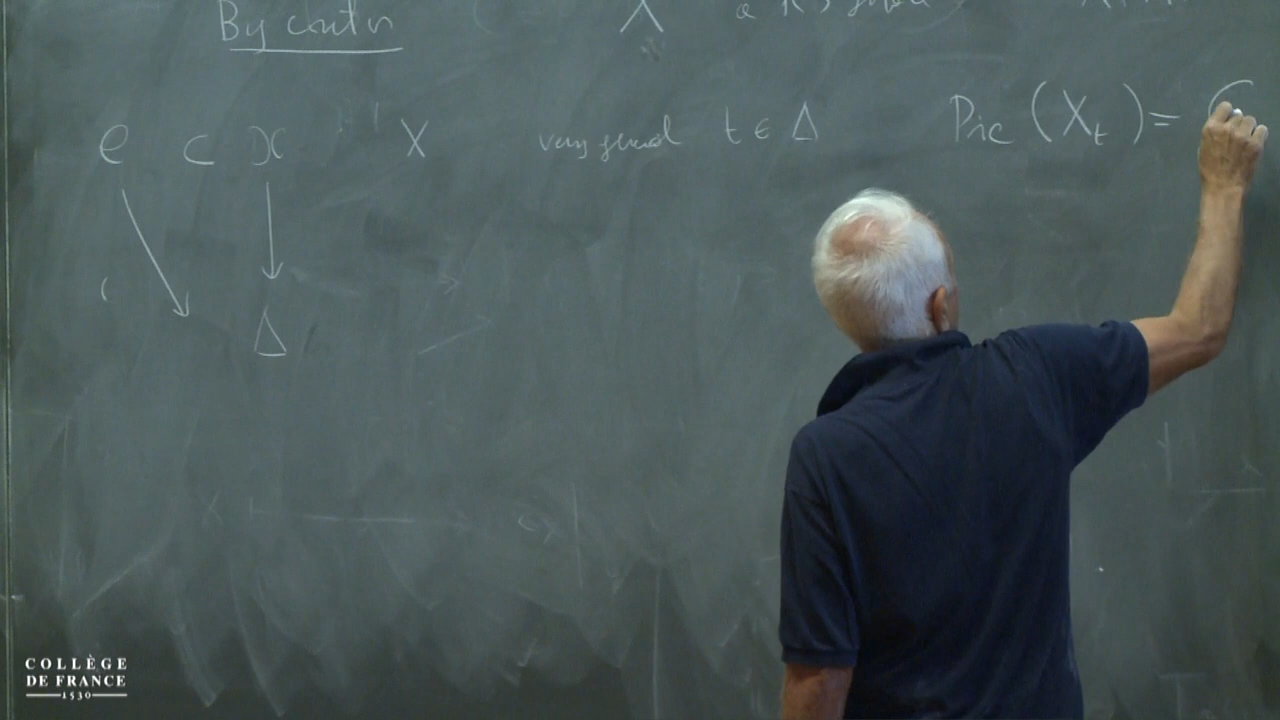 By contr
X
C ⊂ X X very general t ∈ Δ Pic (X_t) =
Δ
COLLÈGE
DE FRANCE
1530